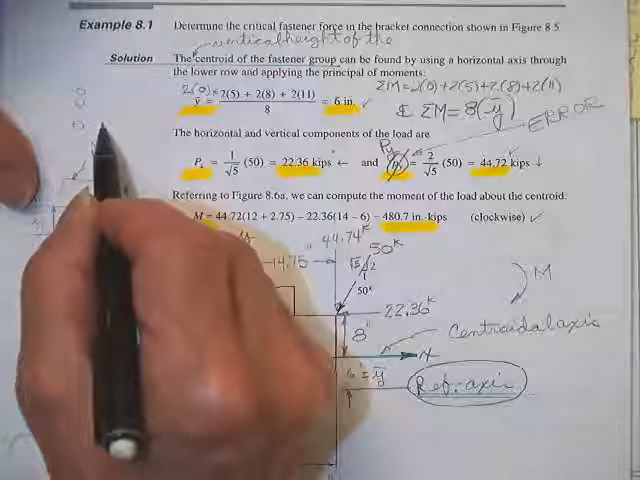 Example 8.1 Determine the critical fastener force in the bracket connection shown in Figure 8.5
vertical height of the
Solution The centroid of the fastener group can be found by using a horizontal axis through
the lower row and applying the principal of moments.
ΣM=2(0)+2(5)+2(8)+2(11)
2(0)+
ȳ = 2(5) + 2(8) + 2(11) / 8 = 6 in. ✓
& ΣM=8(ȳ)
ERROR
The horizontal and vertical components of the load are
Py
= 1/√5 (50) = 22.36 kips ← and = 2/√5 (50) = 44.72 kips ↓
Referring to Figure 8.6a, we can compute the moment of the load about the centroid:
M = 44.72(12 + 2.75) − 22.36(14 − 6) = 480.7 in.-kips (clockwise) ✓
44.74ᴷ
14.75"
50ᴷ
√5 2
1
50ᴷ
M
22.36ᴷ
8"
Centroidal axis
X
6"=ȳ
Ref. axis